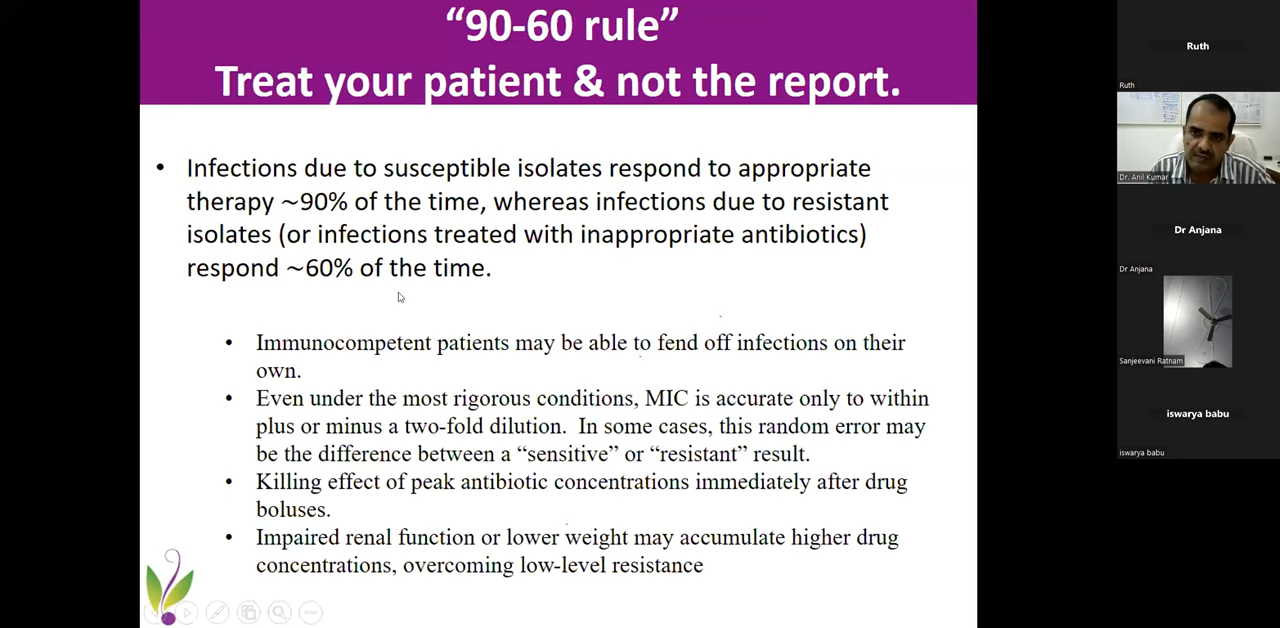 “90-60 rule”
Treat your patient & not the report.
• Infections due to susceptible isolates respond to appropriate
therapy ~90% of the time, whereas infections due to resistant
isolates (or infections treated with inappropriate antibiotics)
respond ~60% of the time.
• Immunocompetent patients may be able to fend off infections on their
own.
• Even under the most rigorous conditions, MIC is accurate only to within
plus or minus a two-fold dilution. In some cases, this random error may
be the difference between a “sensitive” or “resistant” result.
• Killing effect of peak antibiotic concentrations immediately after drug
boluses.
• Impaired renal function or lower weight may accumulate higher drug
concentrations, overcoming low-level resistance
Ruth
Ruth
Dr. Anil Kumar
Dr Anjana
Dr Anjana
Sanjeevani Ratnam
iswarya babu
iswarya babu